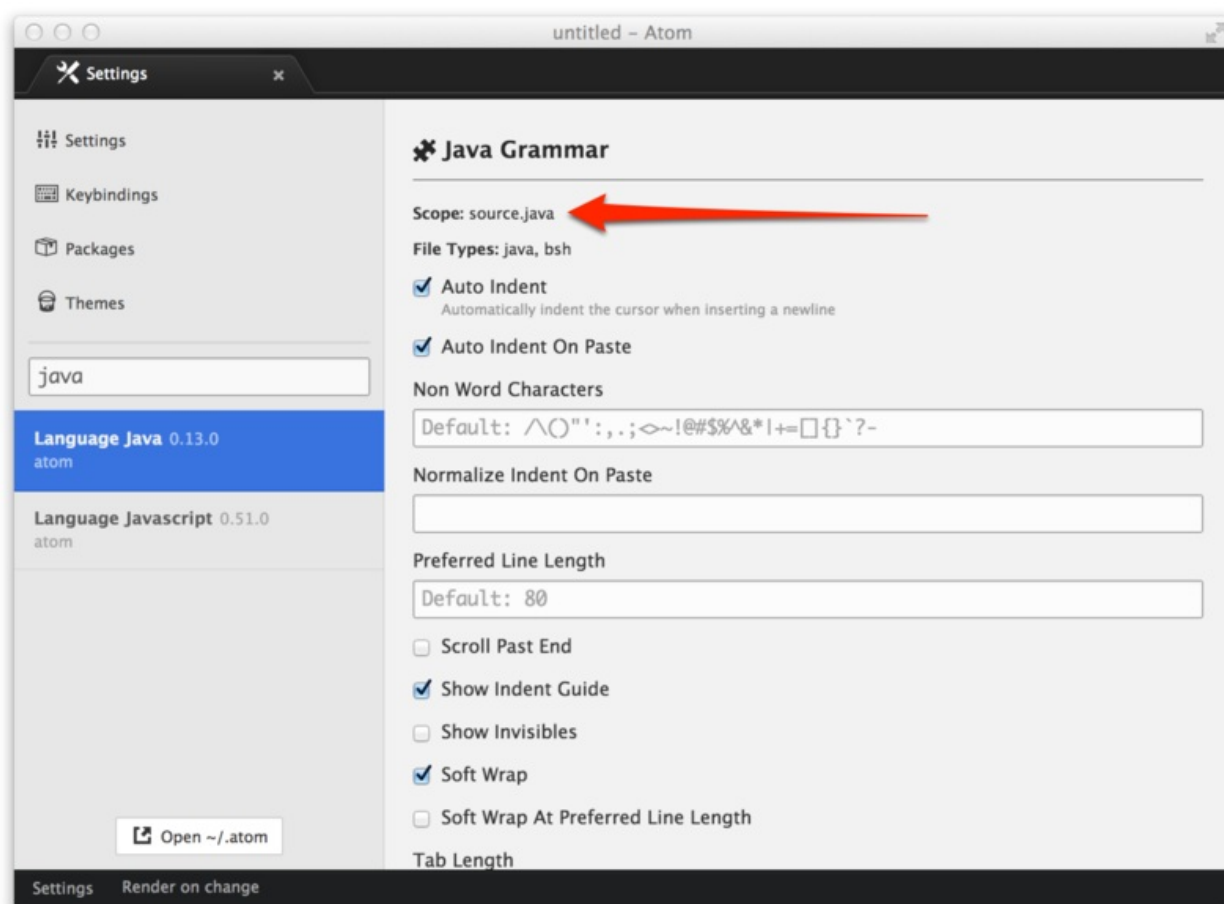 untitled – Atom
Settings
Settings
Keybindings
Packages
Themes
java
Language Java 0.13.0
atom
Language Javascript 0.51.0
atom
Open ~/.atom
Java Grammar
Scope: source.java
File Types: java, bsh
Auto Indent
Automatically indent the cursor when inserting a newline
Auto Indent On Paste
Non Word Characters
Default: /\()"':,.;<>~!@#$%^&*|+=[]{}`?-
Normalize Indent On Paste
Preferred Line Length
Default: 80
Scroll Past End
Show Indent Guide
Show Invisibles
Soft Wrap
Soft Wrap At Preferred Line Length
Tab Length
Settings Render on change